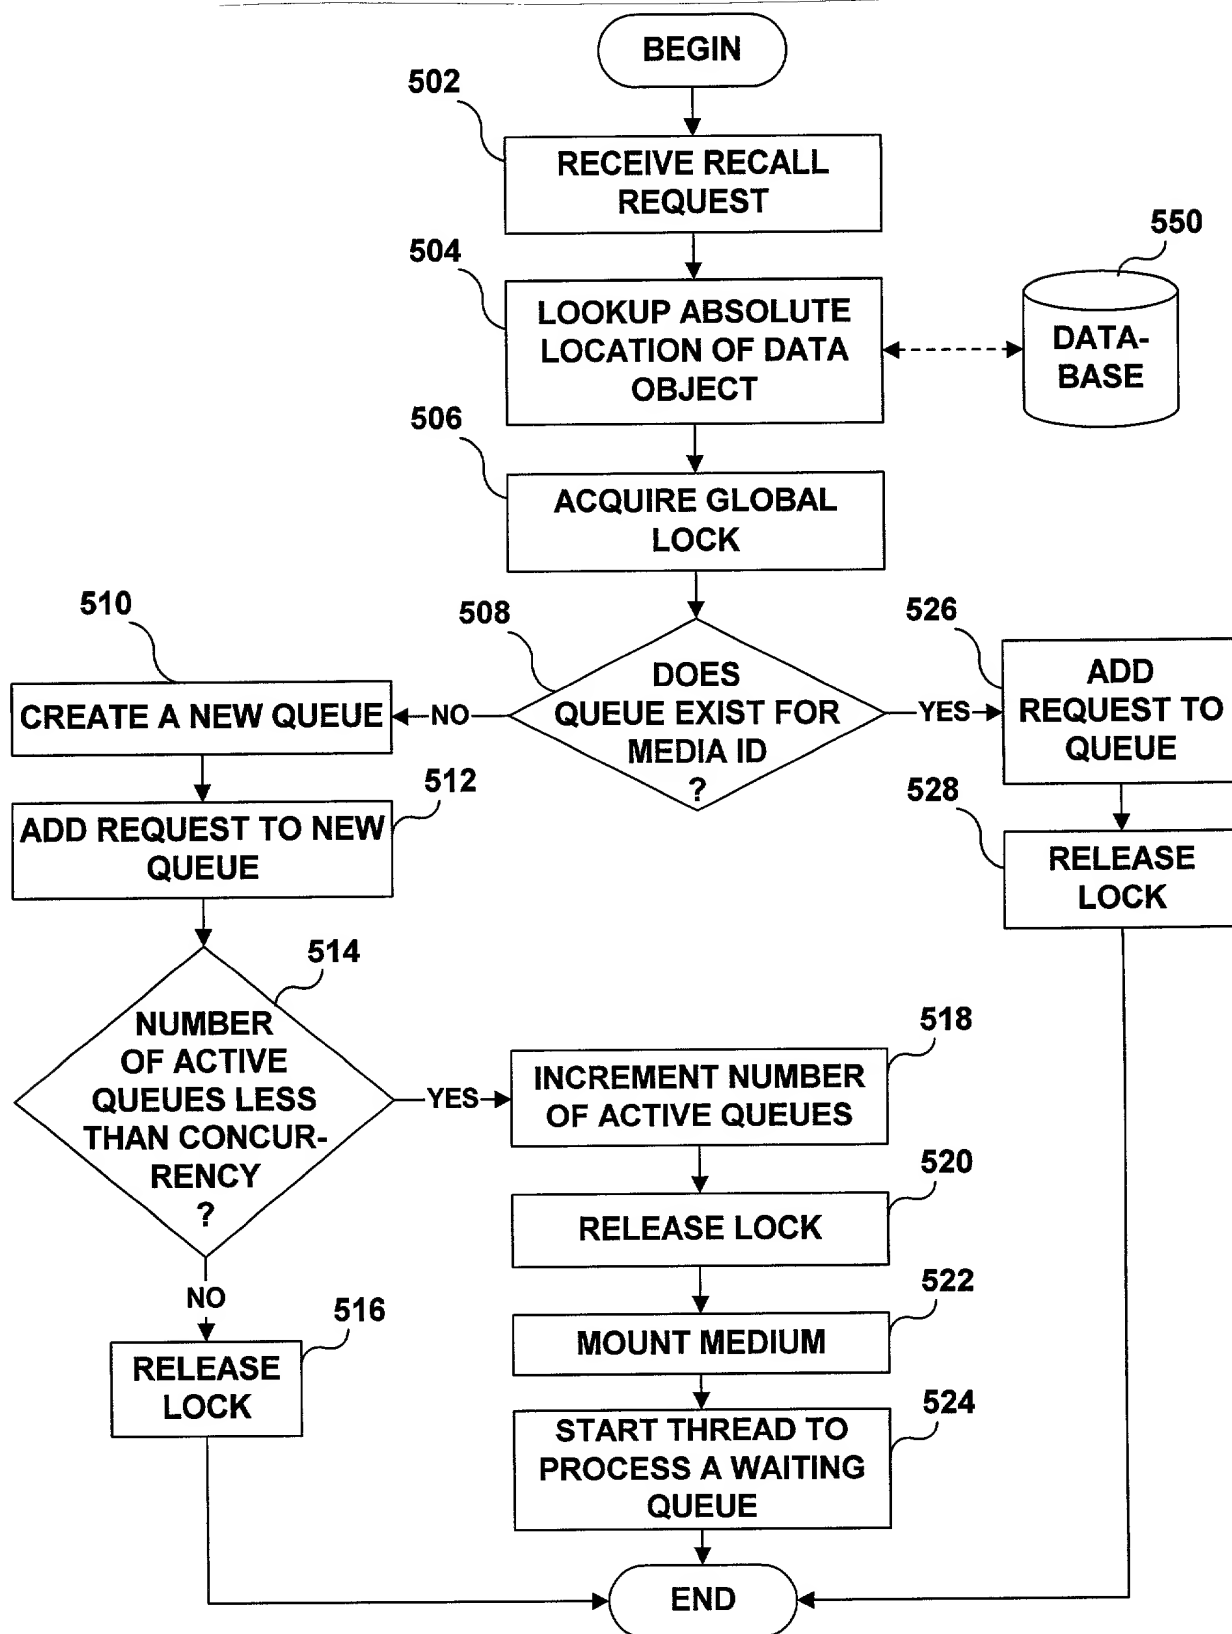 BEGIN
502
RECEIVE RECALL
REQUEST
504
LOOKUP ABSOLUTE
LOCATION OF DATA
OBJECT
550
DATA-
BASE
506
ACQUIRE GLOBAL
LOCK
508
DOES
QUEUE EXIST FOR
MEDIA ID
?
NO
YES
510
CREATE A NEW QUEUE
512
ADD REQUEST TO NEW
QUEUE
526
ADD
REQUEST TO
QUEUE
528
RELEASE
LOCK
514
NUMBER
OF ACTIVE
QUEUES LESS
THAN CONCUR-
RENCY
?
YES
NO
516
RELEASE
LOCK
518
INCREMENT NUMBER
OF ACTIVE QUEUES
520
RELEASE LOCK
522
MOUNT MEDIUM
524
START THREAD TO
PROCESS A WAITING
QUEUE
END